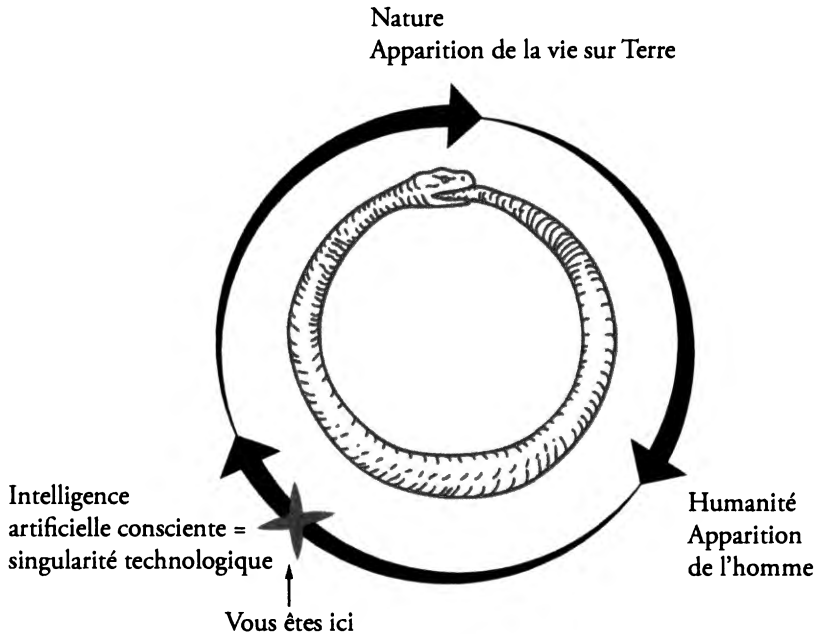 Nature
Apparition de la vie sur Terre
Humanité
Apparition
de l'homme
Intelligence
artificielle consciente =
singularité technologique
Vous êtes ici